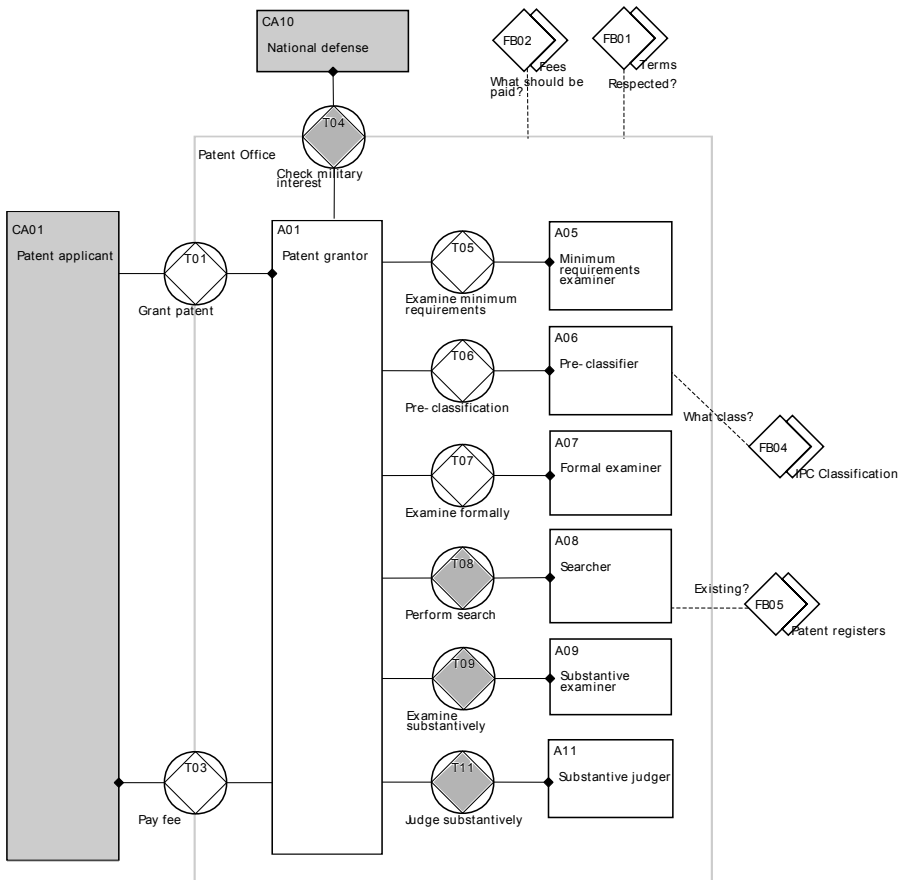 CA10
National defense
FB02
Fees
What should be
paid?
FB01
Terms
Respected?
T04
Patent Office
Check military
interest
CA01
Patent applicant
T01
Grant patent
A01
Patent grantor
T05
Examine minimum
requirements
A05
Minimum
requirements
examiner
T06
Pre-classification
A06
Pre-classifier
What class?
FB04
IPC Classification
T07
Examine formally
A07
Formal examiner
T08
Perform search
A08
Searcher
Existing?
FB05
Patent registers
T09
Examine
substantively
A09
Substantive
examiner
T03
Pay fee
T11
Judge substantively
A11
Substantive judger